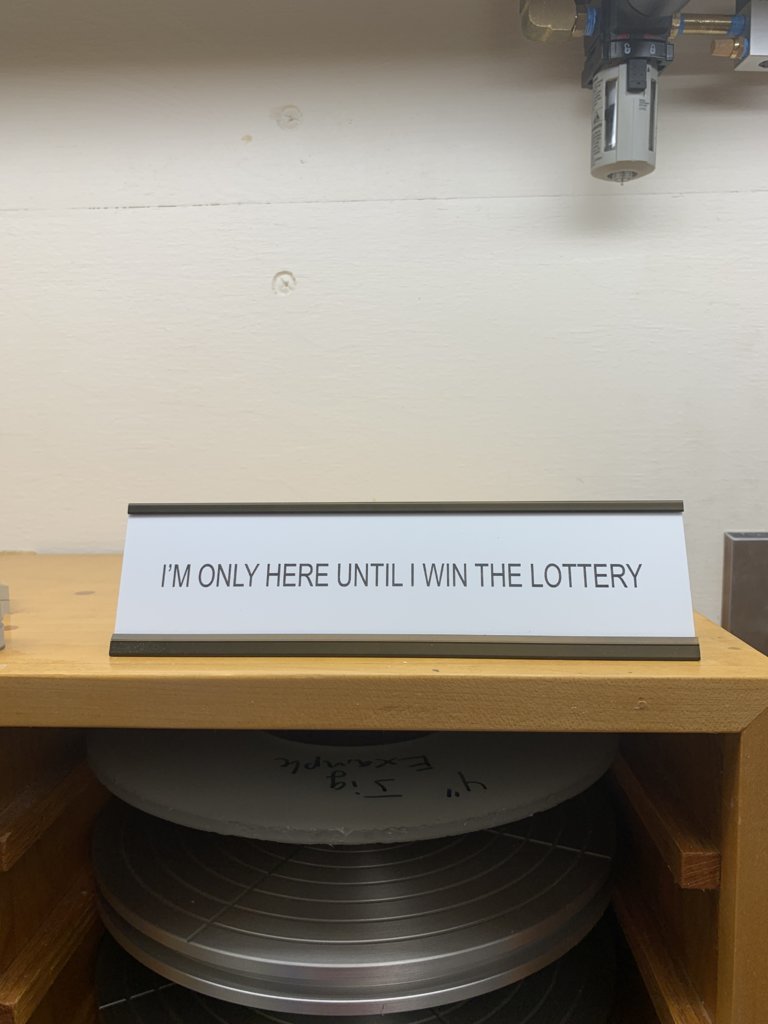 I'M ONLY HERE UNTIL I WIN THE LOTTERY
4" Jig
Example